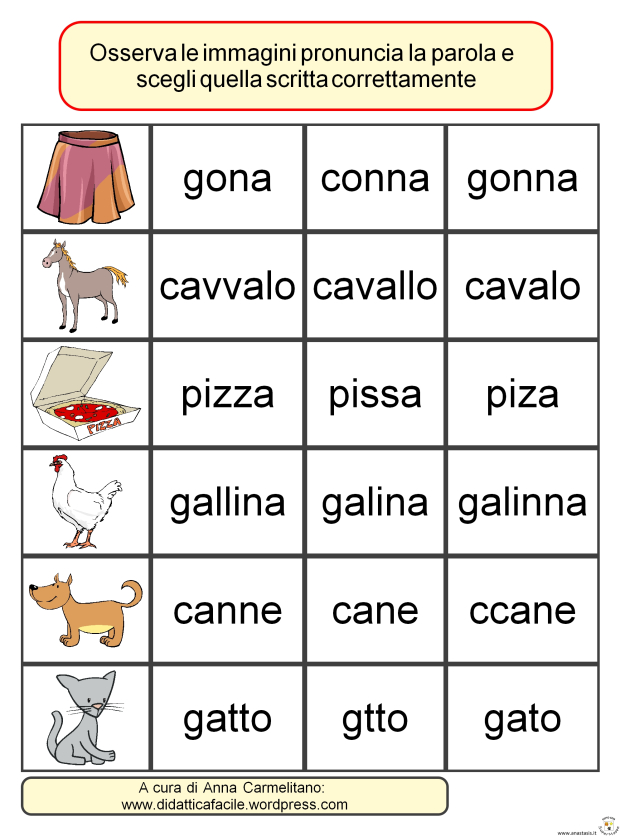 Osserva le immagini pronuncia la parola e
scegli quella scritta correttamente
gona conna gonna
cavvalo cavallo cavalo
PIZZA
pizza pissa piza
gallina galina galinna
canne cane ccane
gatto gtto gato
A cura di Anna Carmelitano:
www.didatticafacile.wordpress.com
www.anastasis.it